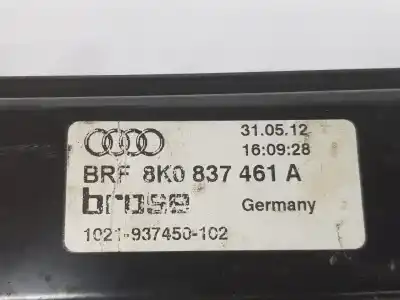 31.05.12
16:09:28
BRF 8K0 837 461 A
brose Germany
1021-937450-102